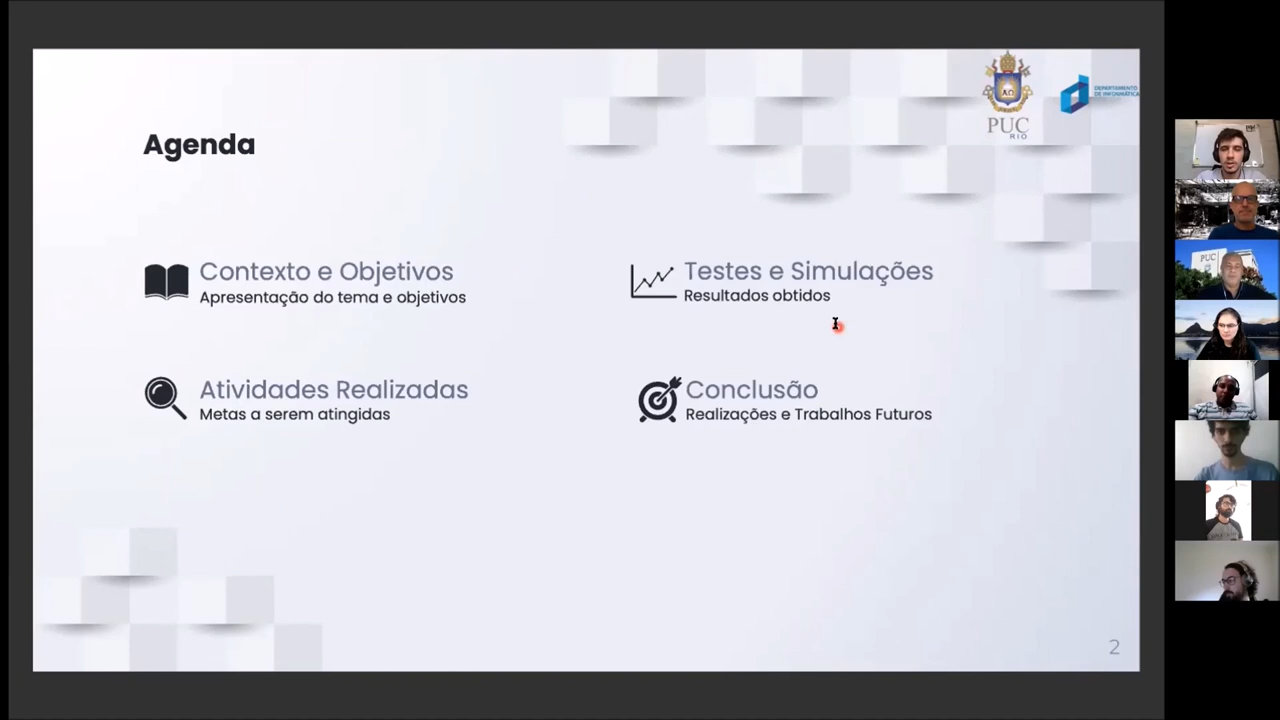 PUC
RIO
DEPARTAMENTO
DE INFORMÁTICA
Agenda
Contexto e Objetivos
Apresentação do tema e objetivos
Testes e Simulações
Resultados obtidos
Atividades Realizadas
Metas a serem atingidas
Conclusão
Realizações e Trabalhos Futuros
2
PUC